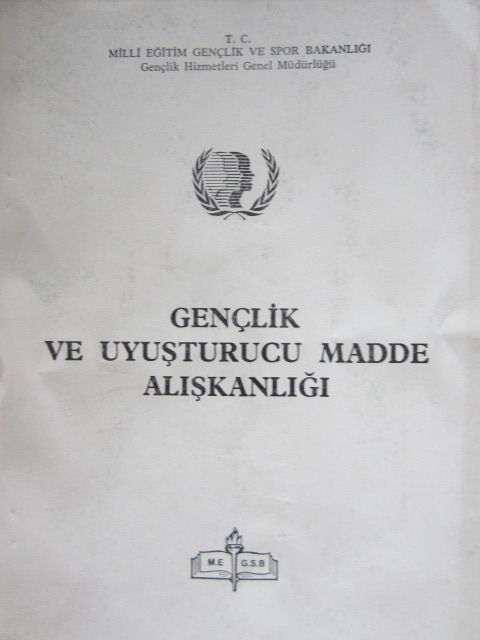 T. C.
MİLLİ EĞİTİM GENÇLİK VE SPOR BAKANLIĞI
Gençlik Hizmetleri Genel Müdürlüğü
GENÇLİK
VE UYUŞTURUCU MADDE
ALIŞKANLIĞI
M.E G.S.B